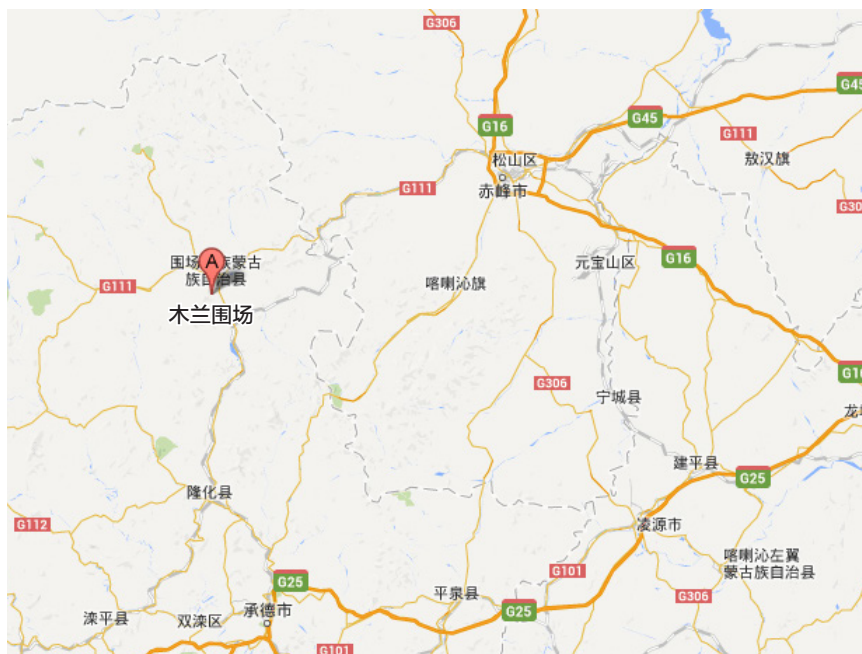 G306
G45
G16
G45
G111
松山区
敖汉旗
赤峰市
G111
G30
围场
族蒙古
A
族自治县
元宝山区
G16
G111
喀喇沁旗
木兰围场
G16
G306
宁城县
龙
建平县
G25
隆化县
G112
凌源市
喀喇沁左翼
蒙古族自治县
G101
G25
平泉县
G306
承德市
G25
滦平县
双滦区
G101